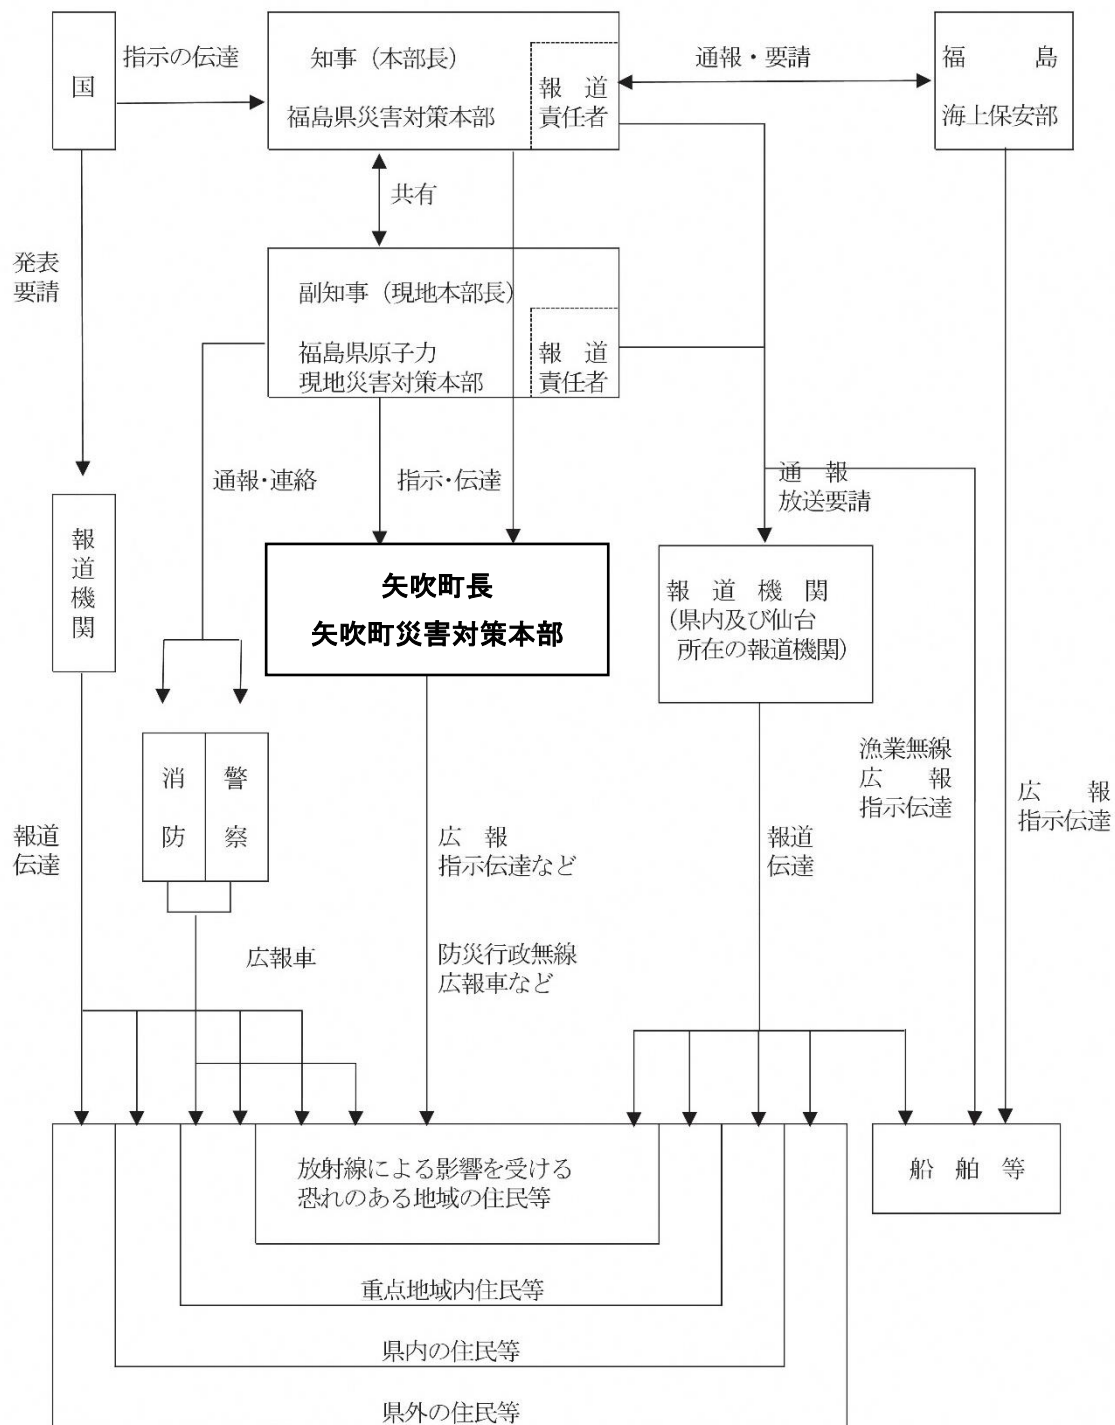 国
指示の伝達
知事（本部長）
福島県災害対策本部
報　道
責任者
通報・要請
福　　島
海上保安部
共有
発表
要請
副知事（現地本部長）
福島県原子力
現地災害対策本部
報　道
責任者
通報・連絡
指示・伝達
通　報
放送要請
報道機関
矢吹町長
矢吹町災害対策本部
報　道　機　関
（県内及び仙台
所在の報道機関）
消防
警察
漁業無線
広　　報
指示伝達
広　　報
指示伝達
報道
伝達
広　報
指示伝達など
報道
伝達
広報車
防災行政無線
広報車など
放射線による影響を受ける
恐れのある地域の住民等
船　舶　等
重点地域内住民等
県内の住民等
県外の住民等